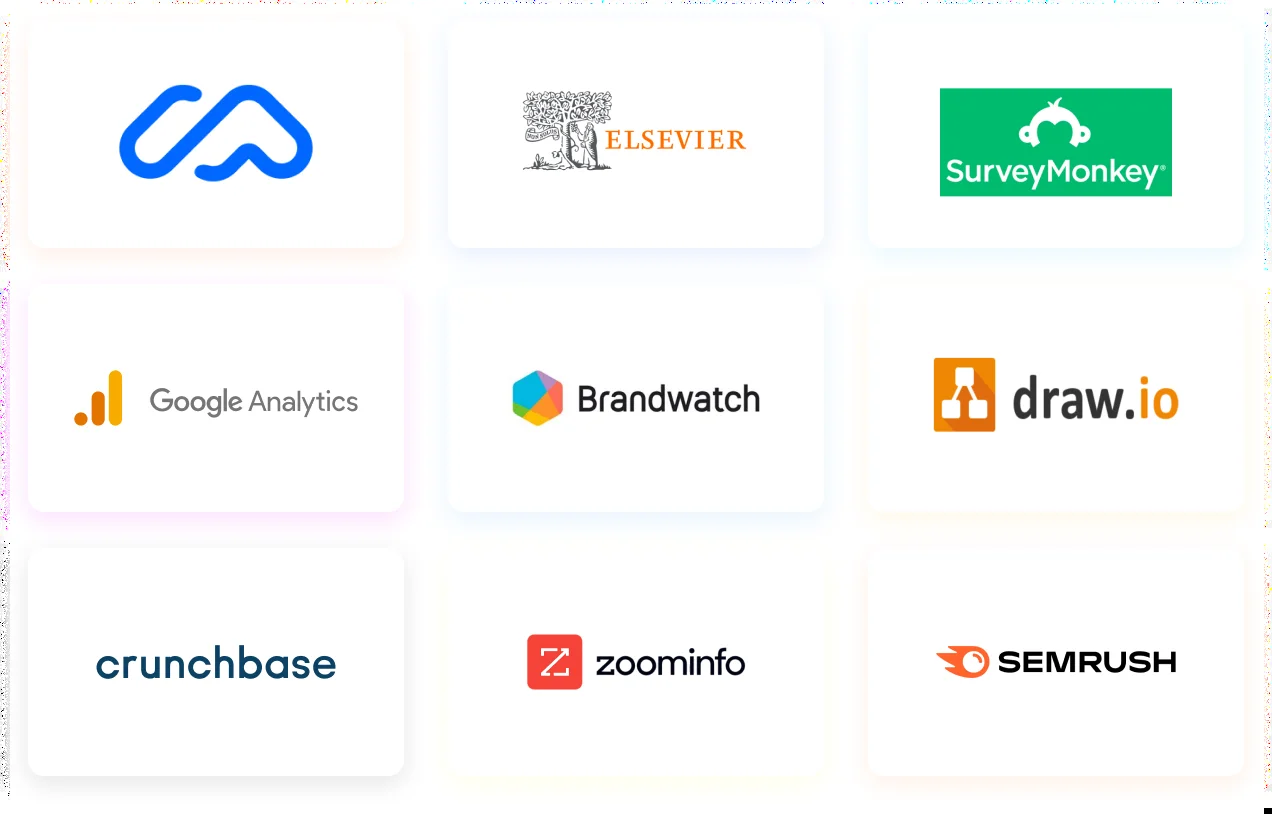 ELSEVIER
SurveyMonkey®
Google Analytics
Brandwatch
draw.io
crunchbase
zoominfo
SEMRUSH